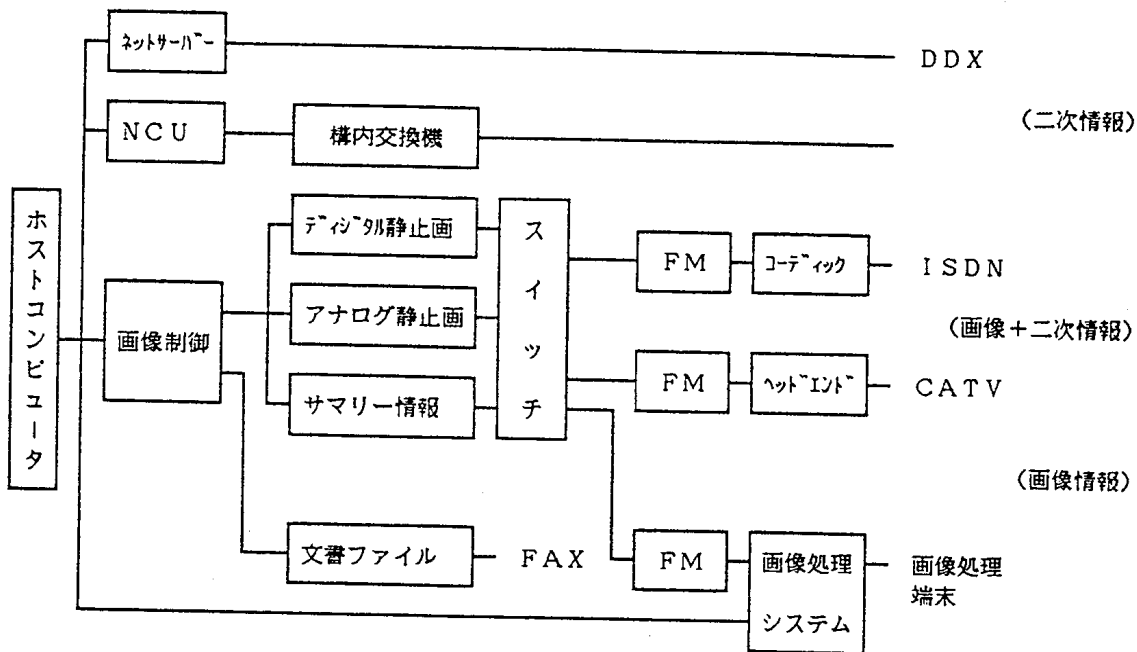 ネットサーバー
DDX
NCU
構内交換機
(二次情報)
ホストコンピュータ
画像制御
ディジタル静止画
アナログ静止画
サマリー情報
スイッチ
FM
コーディック
ISDN
(画像+二次情報)
FM
ヘッドエンド
CATV
(画像情報)
文書ファイル
FAX
FM
画像処理
システム
画像処理
端末